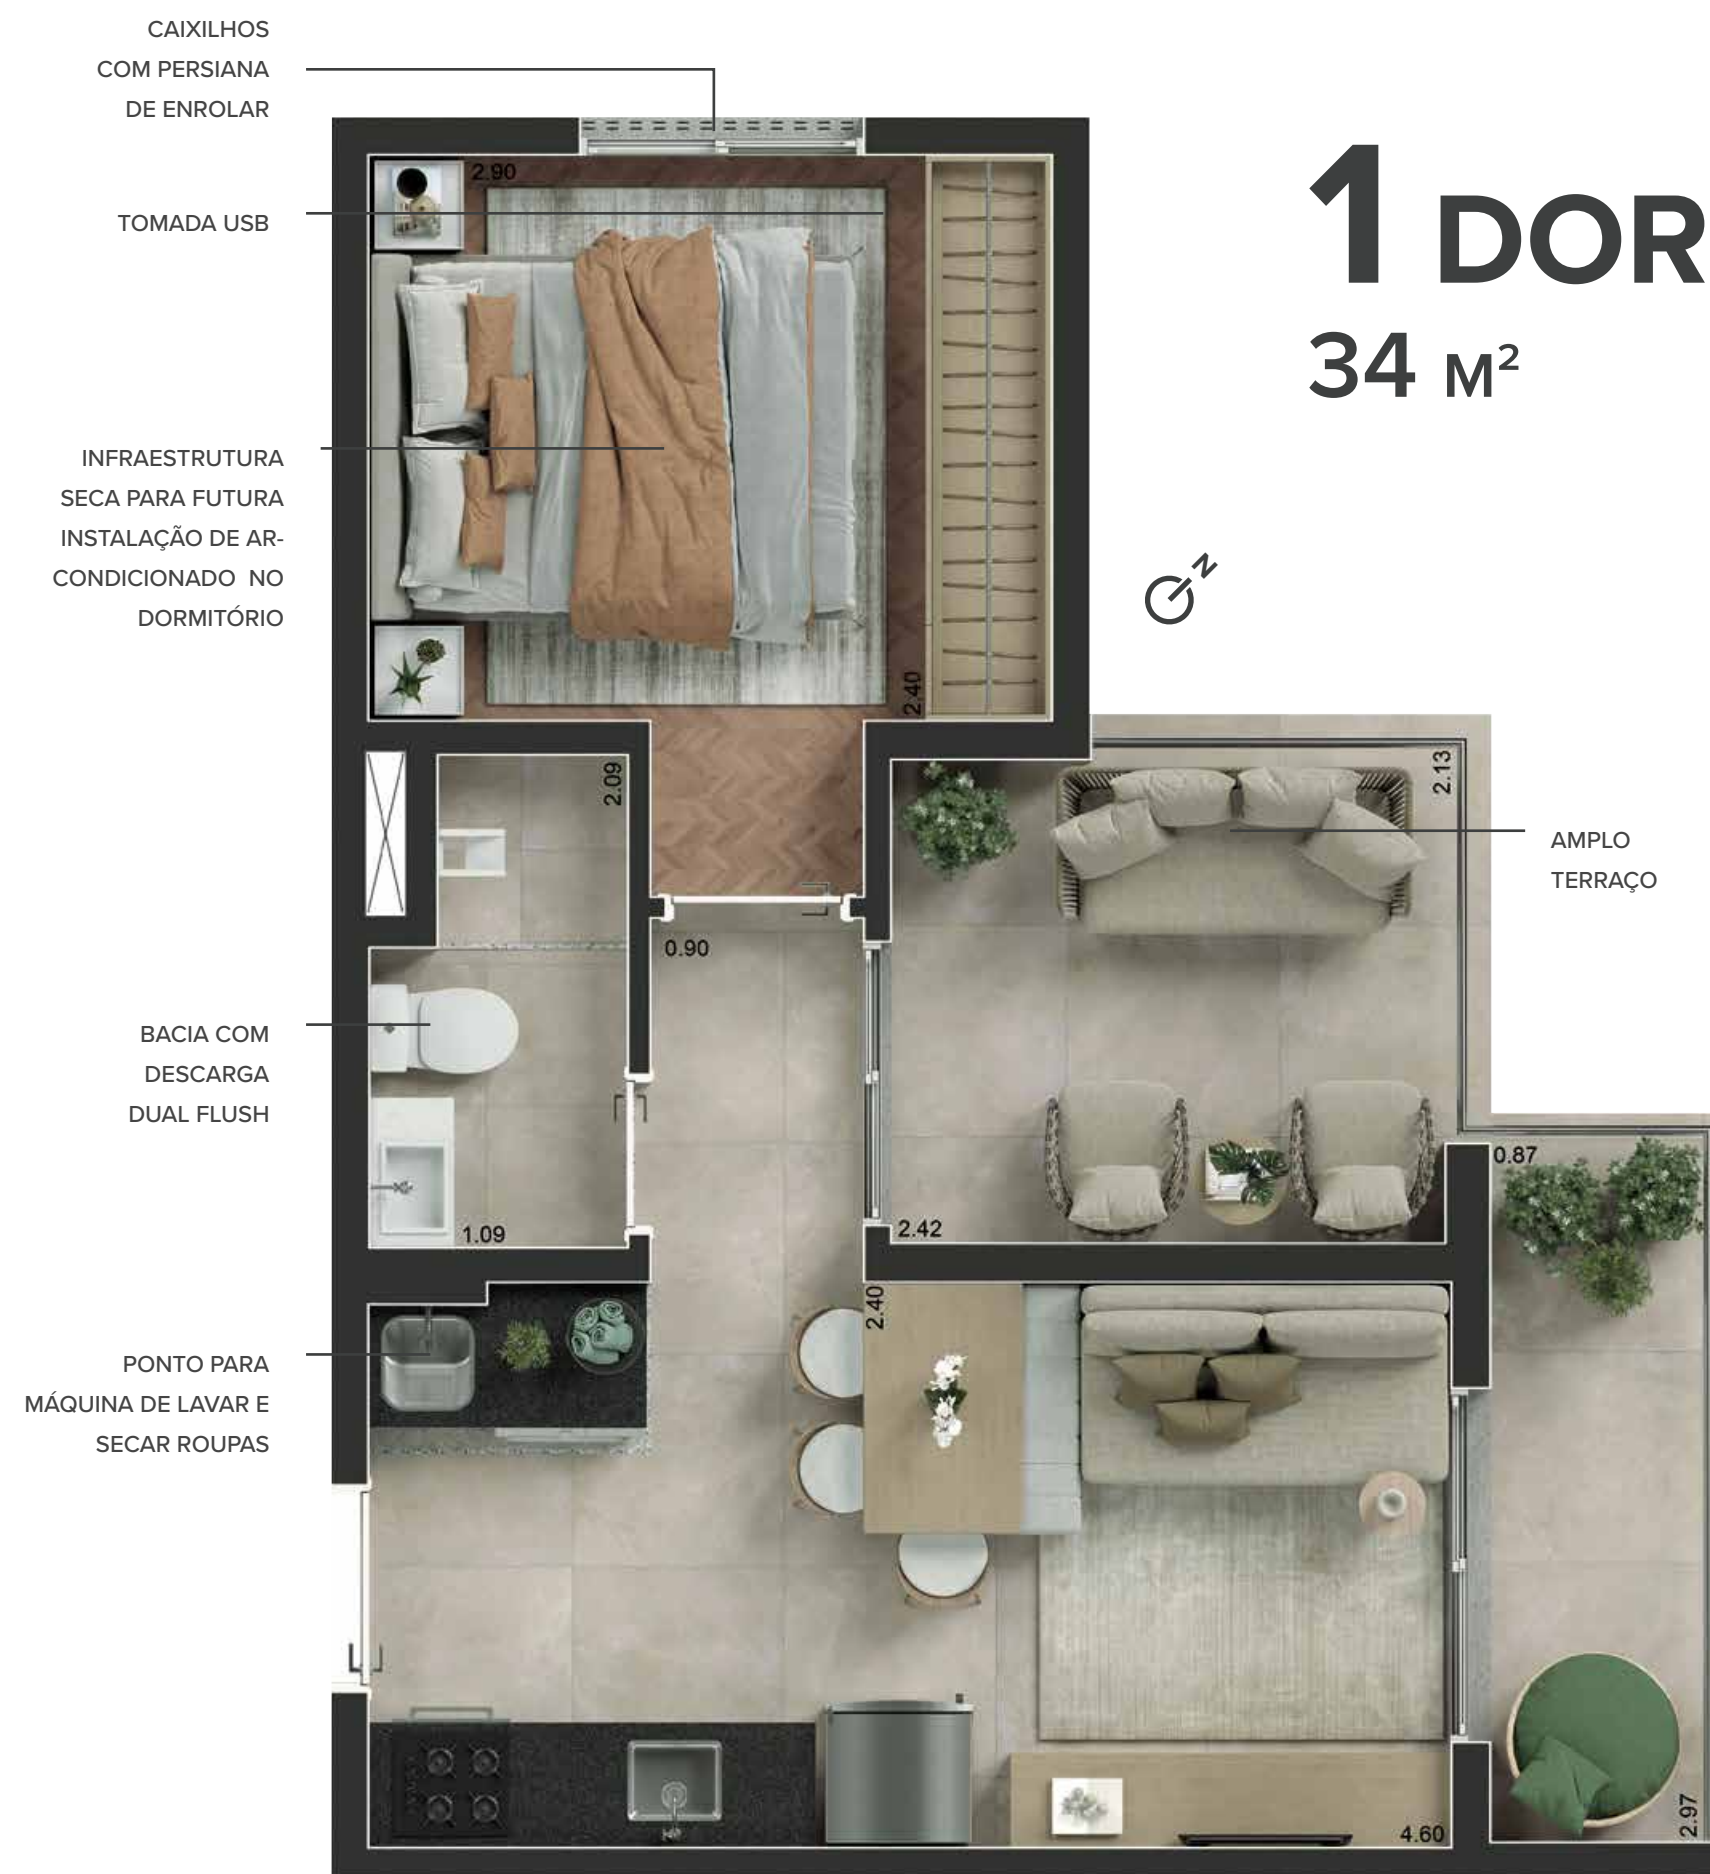 CAIXILHOS
COM PERSIANA
DE ENROLAR
2.90
TOMADA USB
1 DOR
34 M²
INFRAESTRUTURA
SECA PARA FUTURA
INSTALAÇÃO DE AR-
CONDICIONADO NO
DORMITÓRIO
N
2.40
2.09
2.13
AMPLO
TERRAÇO
0.90
BACIA COM
DESCARGA
DUAL FLUSH
0.87
1.09
2.42
2.40
PONTO PARA
MÁQUINA DE LAVAR E
SECAR ROUPAS
4.60
2.97